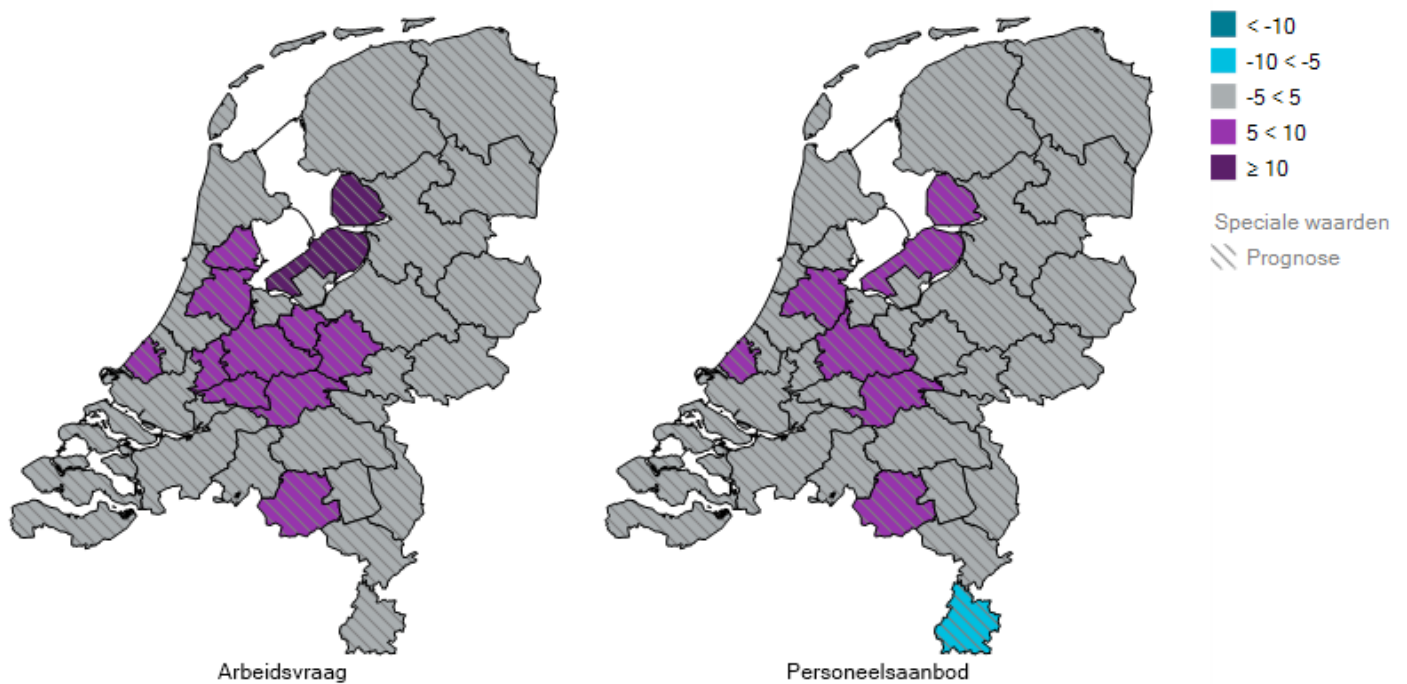 < -10
-10 < -5
-5 < 5
5 < 10
≥ 10
Speciale waarden
Prognose
Arbeidsvraag
Personeelsaanbod